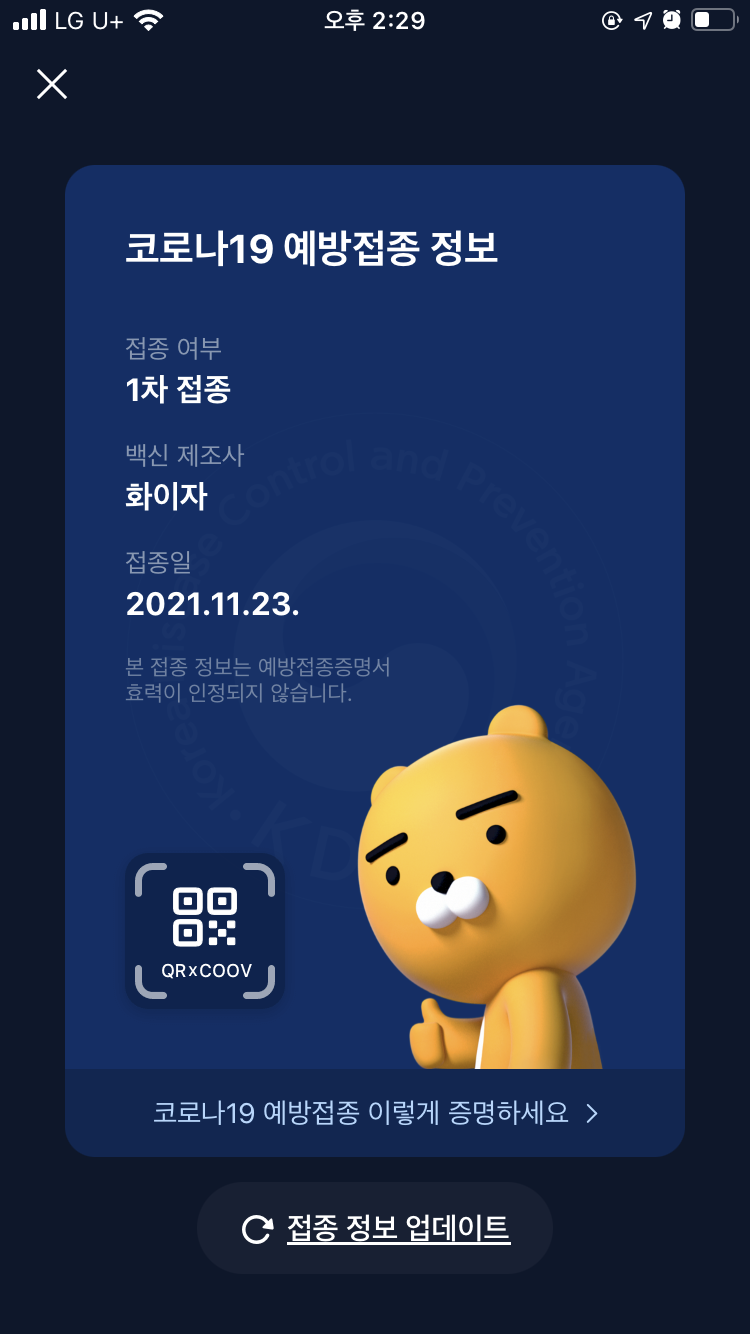 LG U+
오후 2:29
코로나19 예방접종 정보
접종 여부
1차 접종
백신 제조사
화이자
접종일
2021.11.23.
본 접종 정보는 예방접종증명서
효력이 인정되지 않습니다.
Korea Disease Control and Prevention Age
KD
QRxCOOV
코로나19 예방접종 이렇게 증명하세요
접종 정보 업데이트